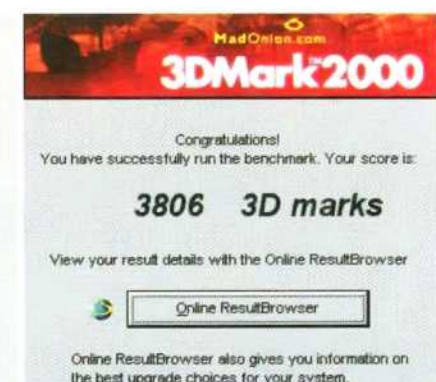 MadOnion.com
3DMark™2000
Congratulations!
You have successfully run the benchmark. Your score is:
3806 3D marks
View your result details with the Online ResultBrowser
Online ResultBrowser
Online ResultBrowser also gives you information on
the best upgrade choices for your system.